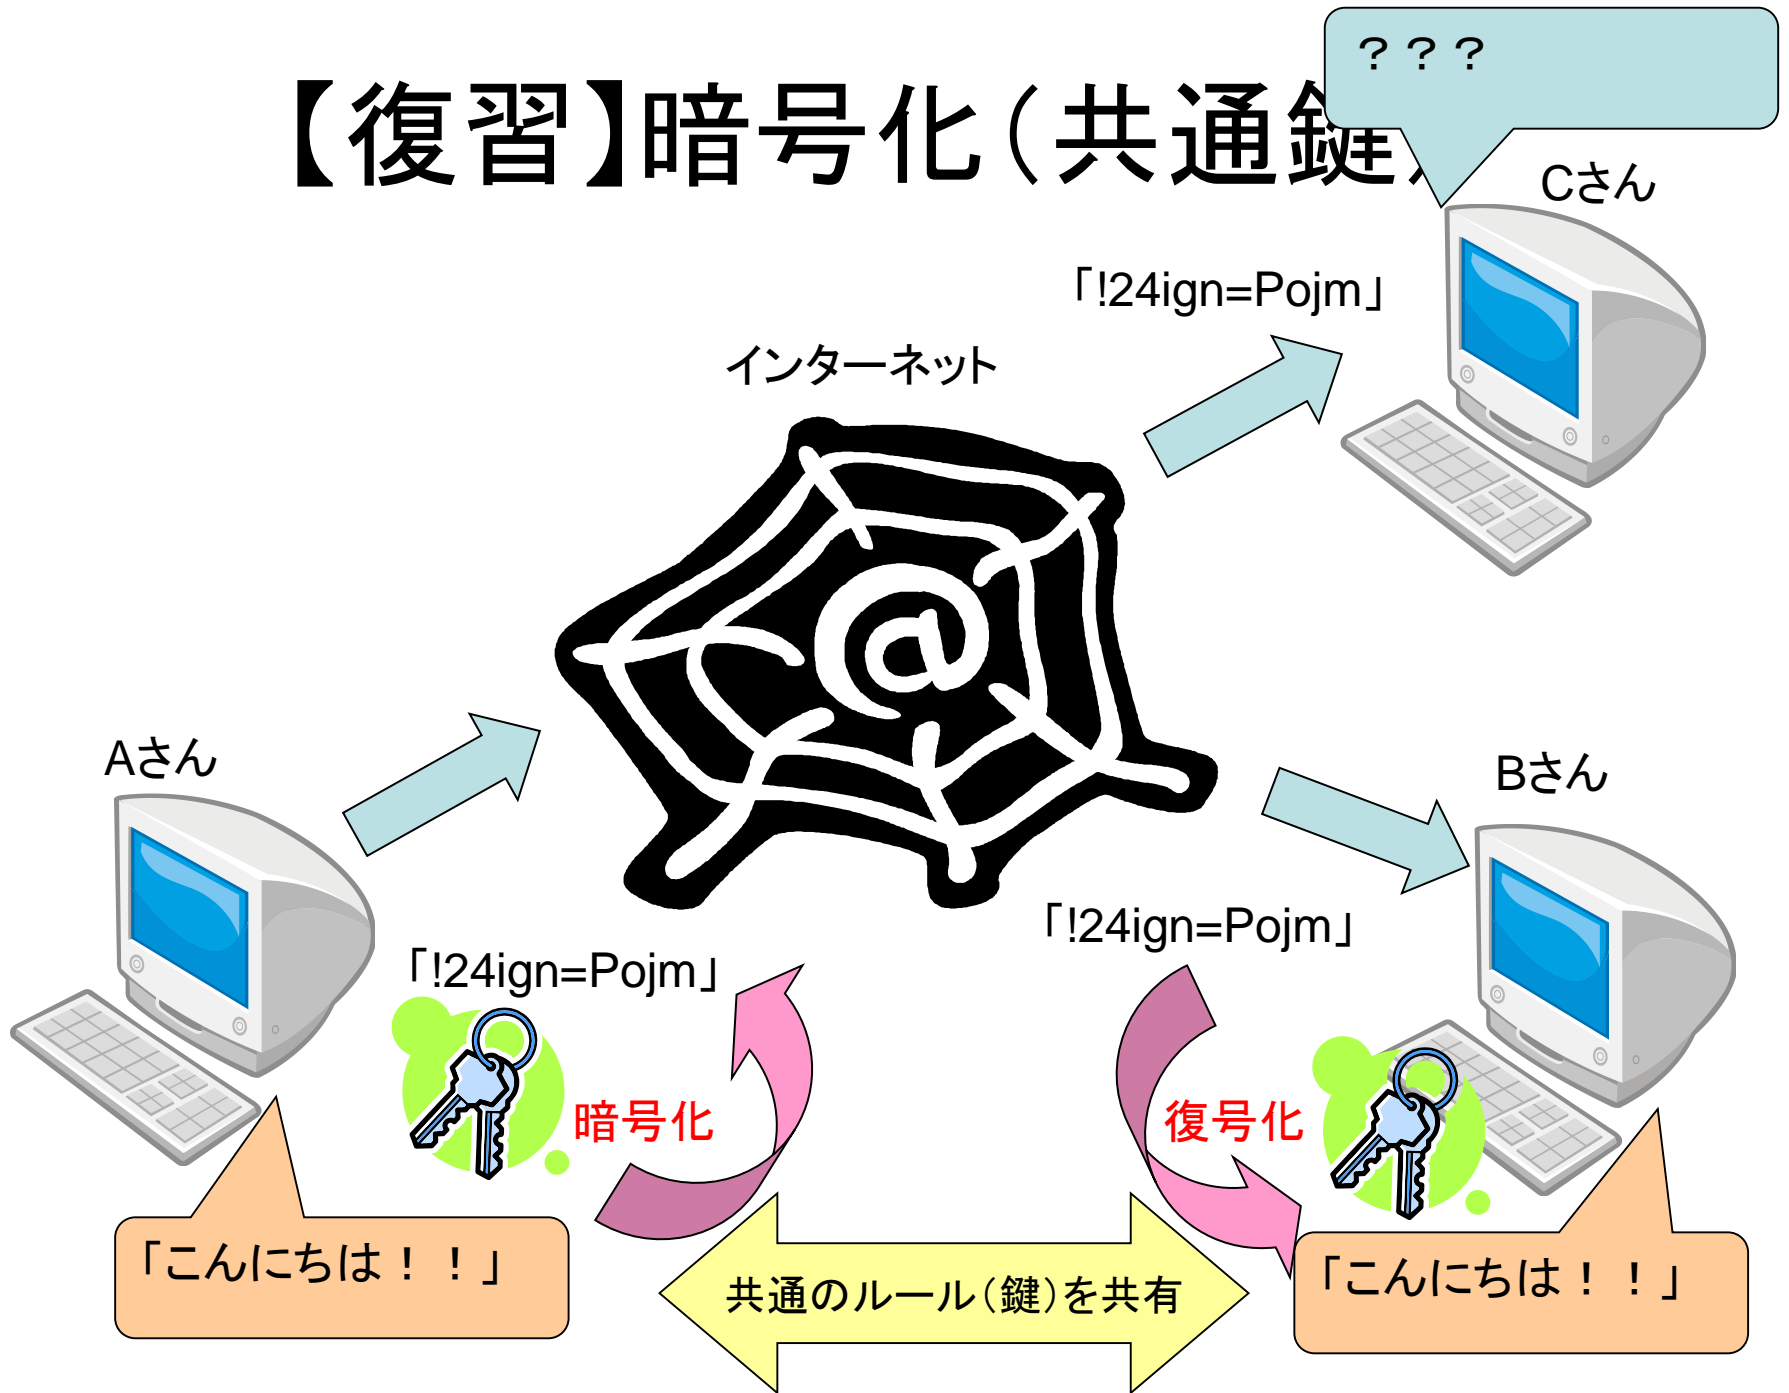 【復習】暗号化（共通鍵）
？？？
Cさん
「!24ign=Pojm」
インターネット
Aさん
Bさん
「!24ign=Pojm」
「!24ign=Pojm」
暗号化
復号化
「こんにちは！！」
共通のルール（鍵）を共有
「こんにちは！！」